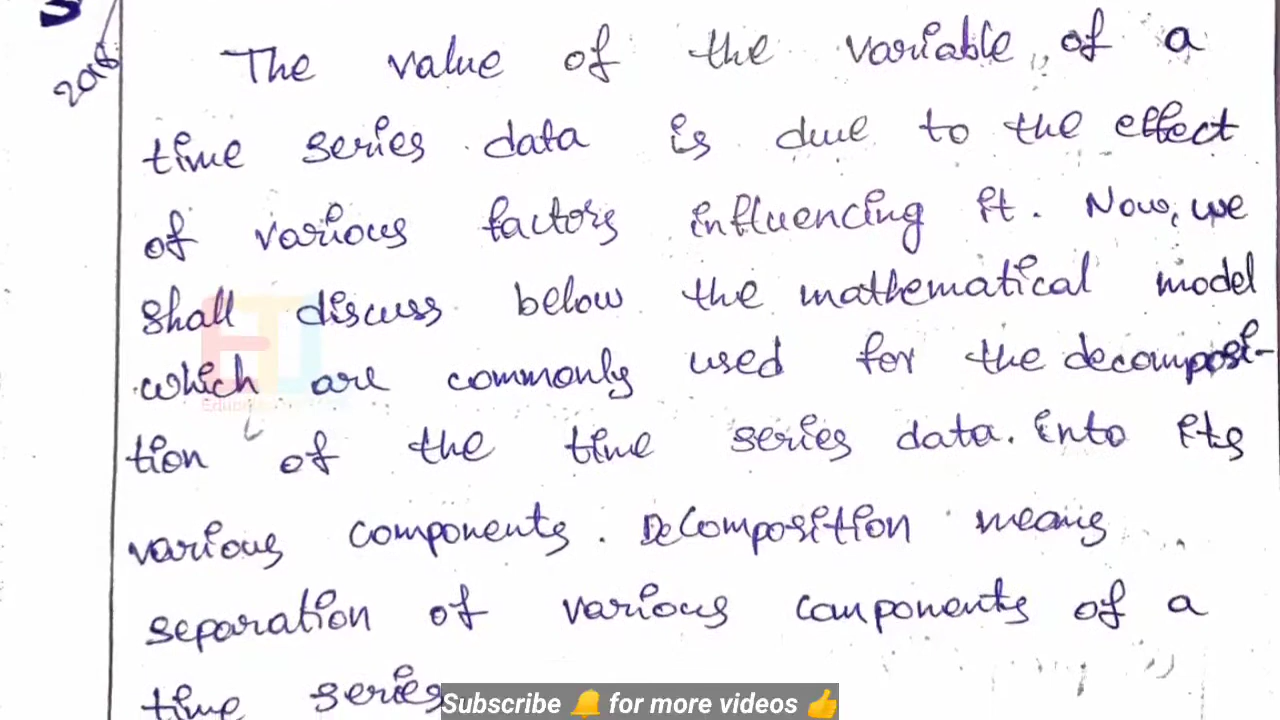 2018
The value of the variable, of a
time series data is due to the effect
of various factors influencing it. Now, we
shall discuss below the mathematical model
which are commonly used for the decomposi-
tion of the time series data. into its
various components. Decomposition means
separation of various components of a
time series
Subscribe 🔔 for more videos 👍